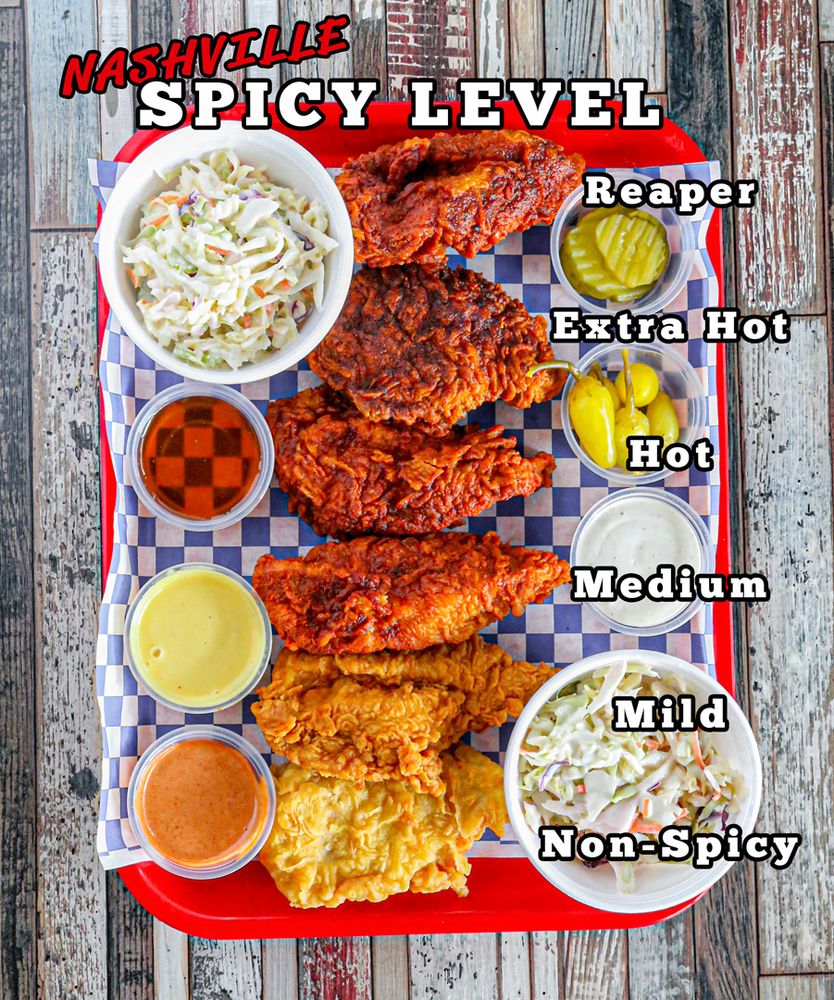 NASHVILLE
SPICY LEVEL
Reaper
Extra Hot
Hot
Medium
Mild
Non-Spicy